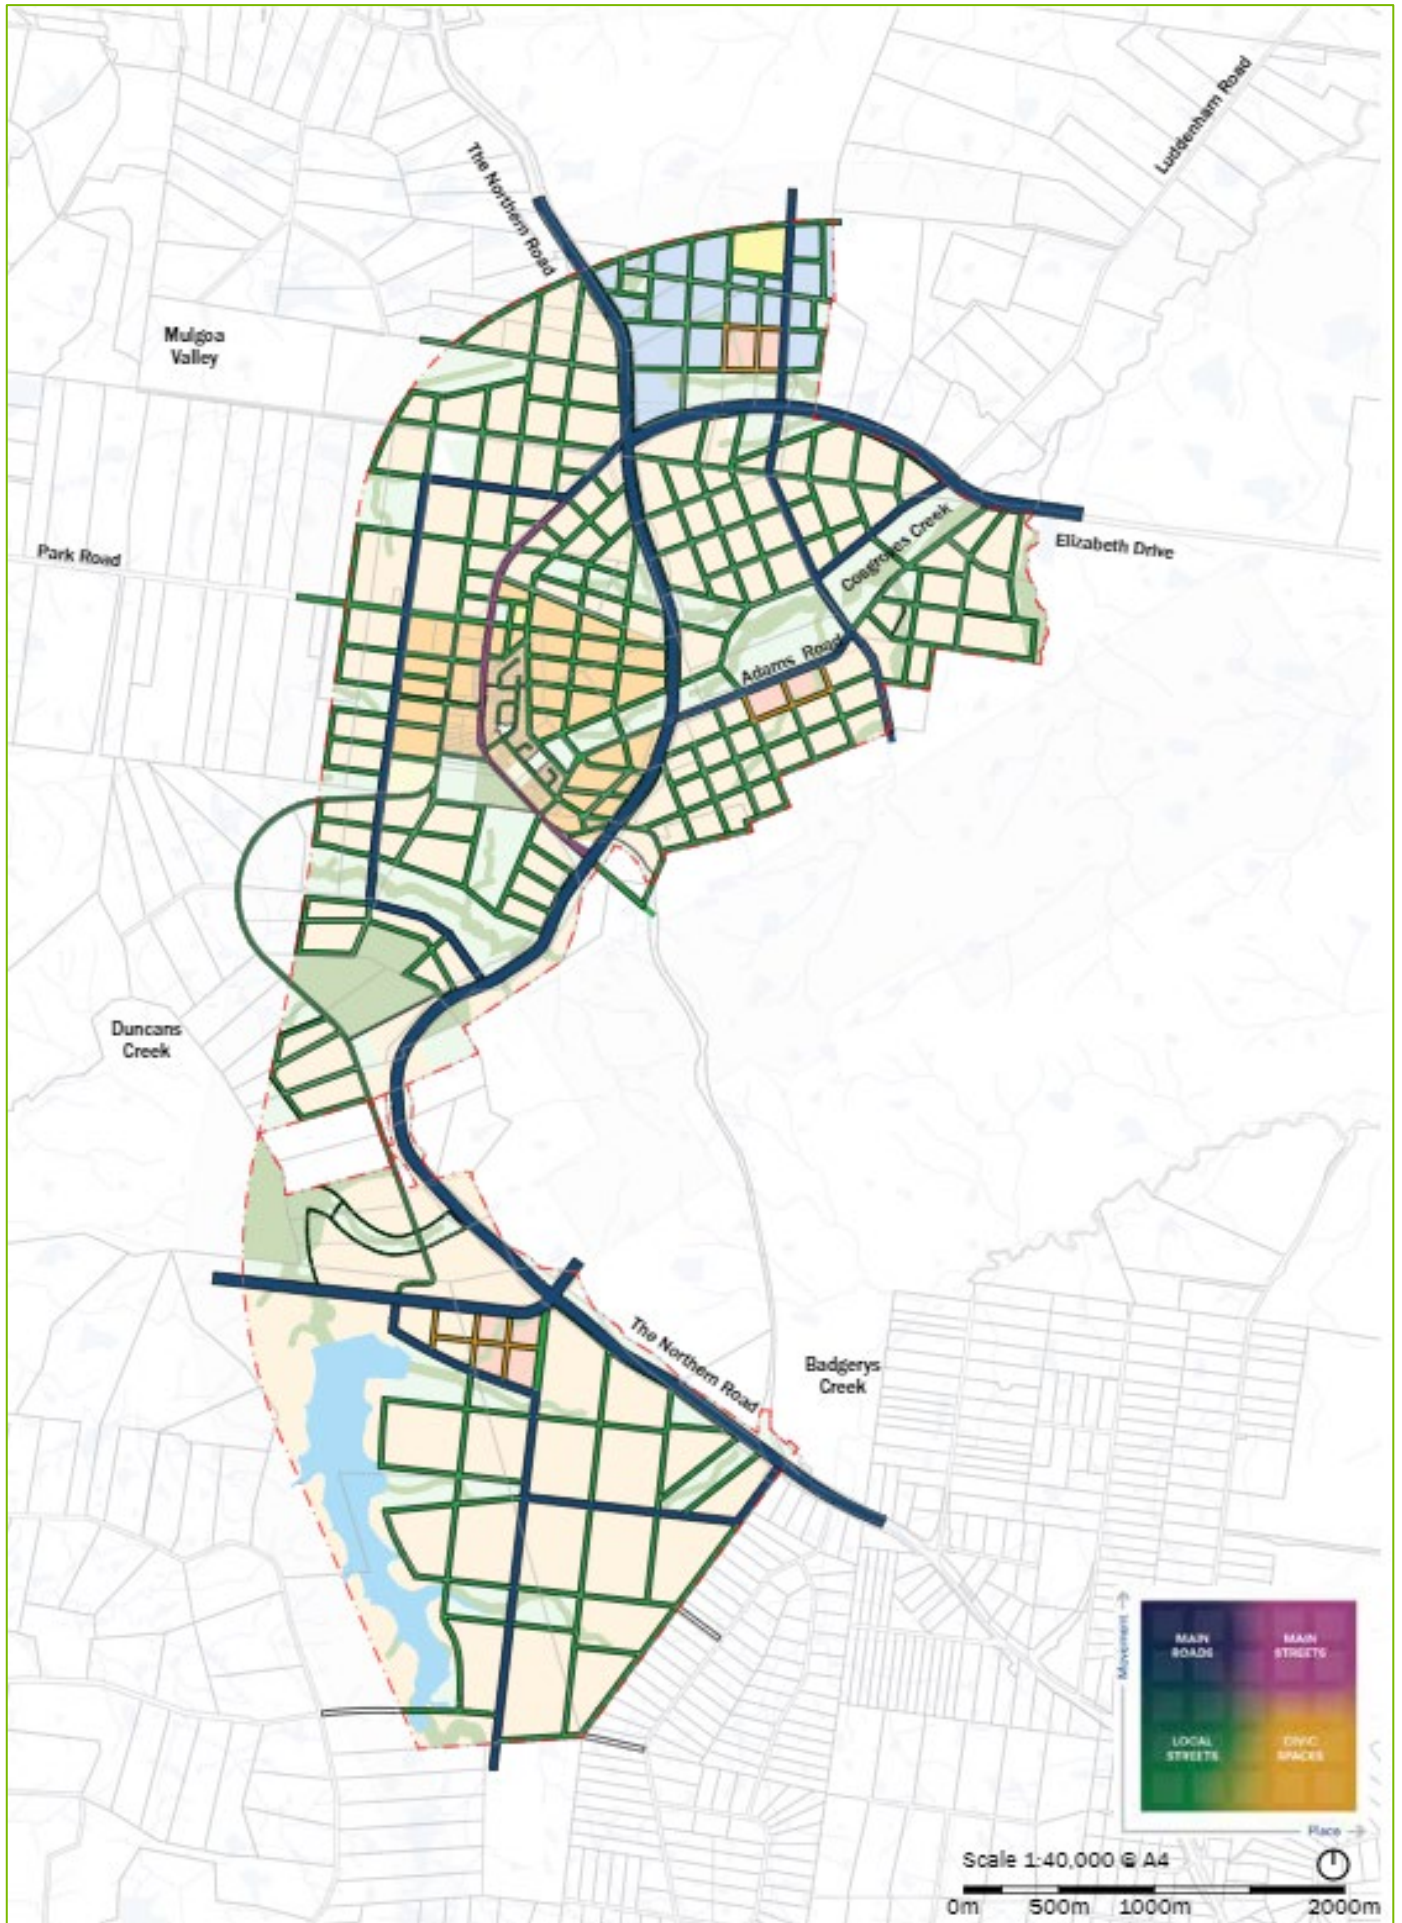 Luddenham Road
The Northern Road
Mulgoa
Valley
Park Road
Cosgroves Creek
Elizabeth Drive
Adams Road
Duncans
Creek
The Northern Road
Badgerys
Creek
Movement
MAIN
ROADS
MAIN
STREETS
LOCAL
STREETS
CIVIC
SPACES
Place
Scale 1:40,000 @ A4
0m 500m 1000m 2000m